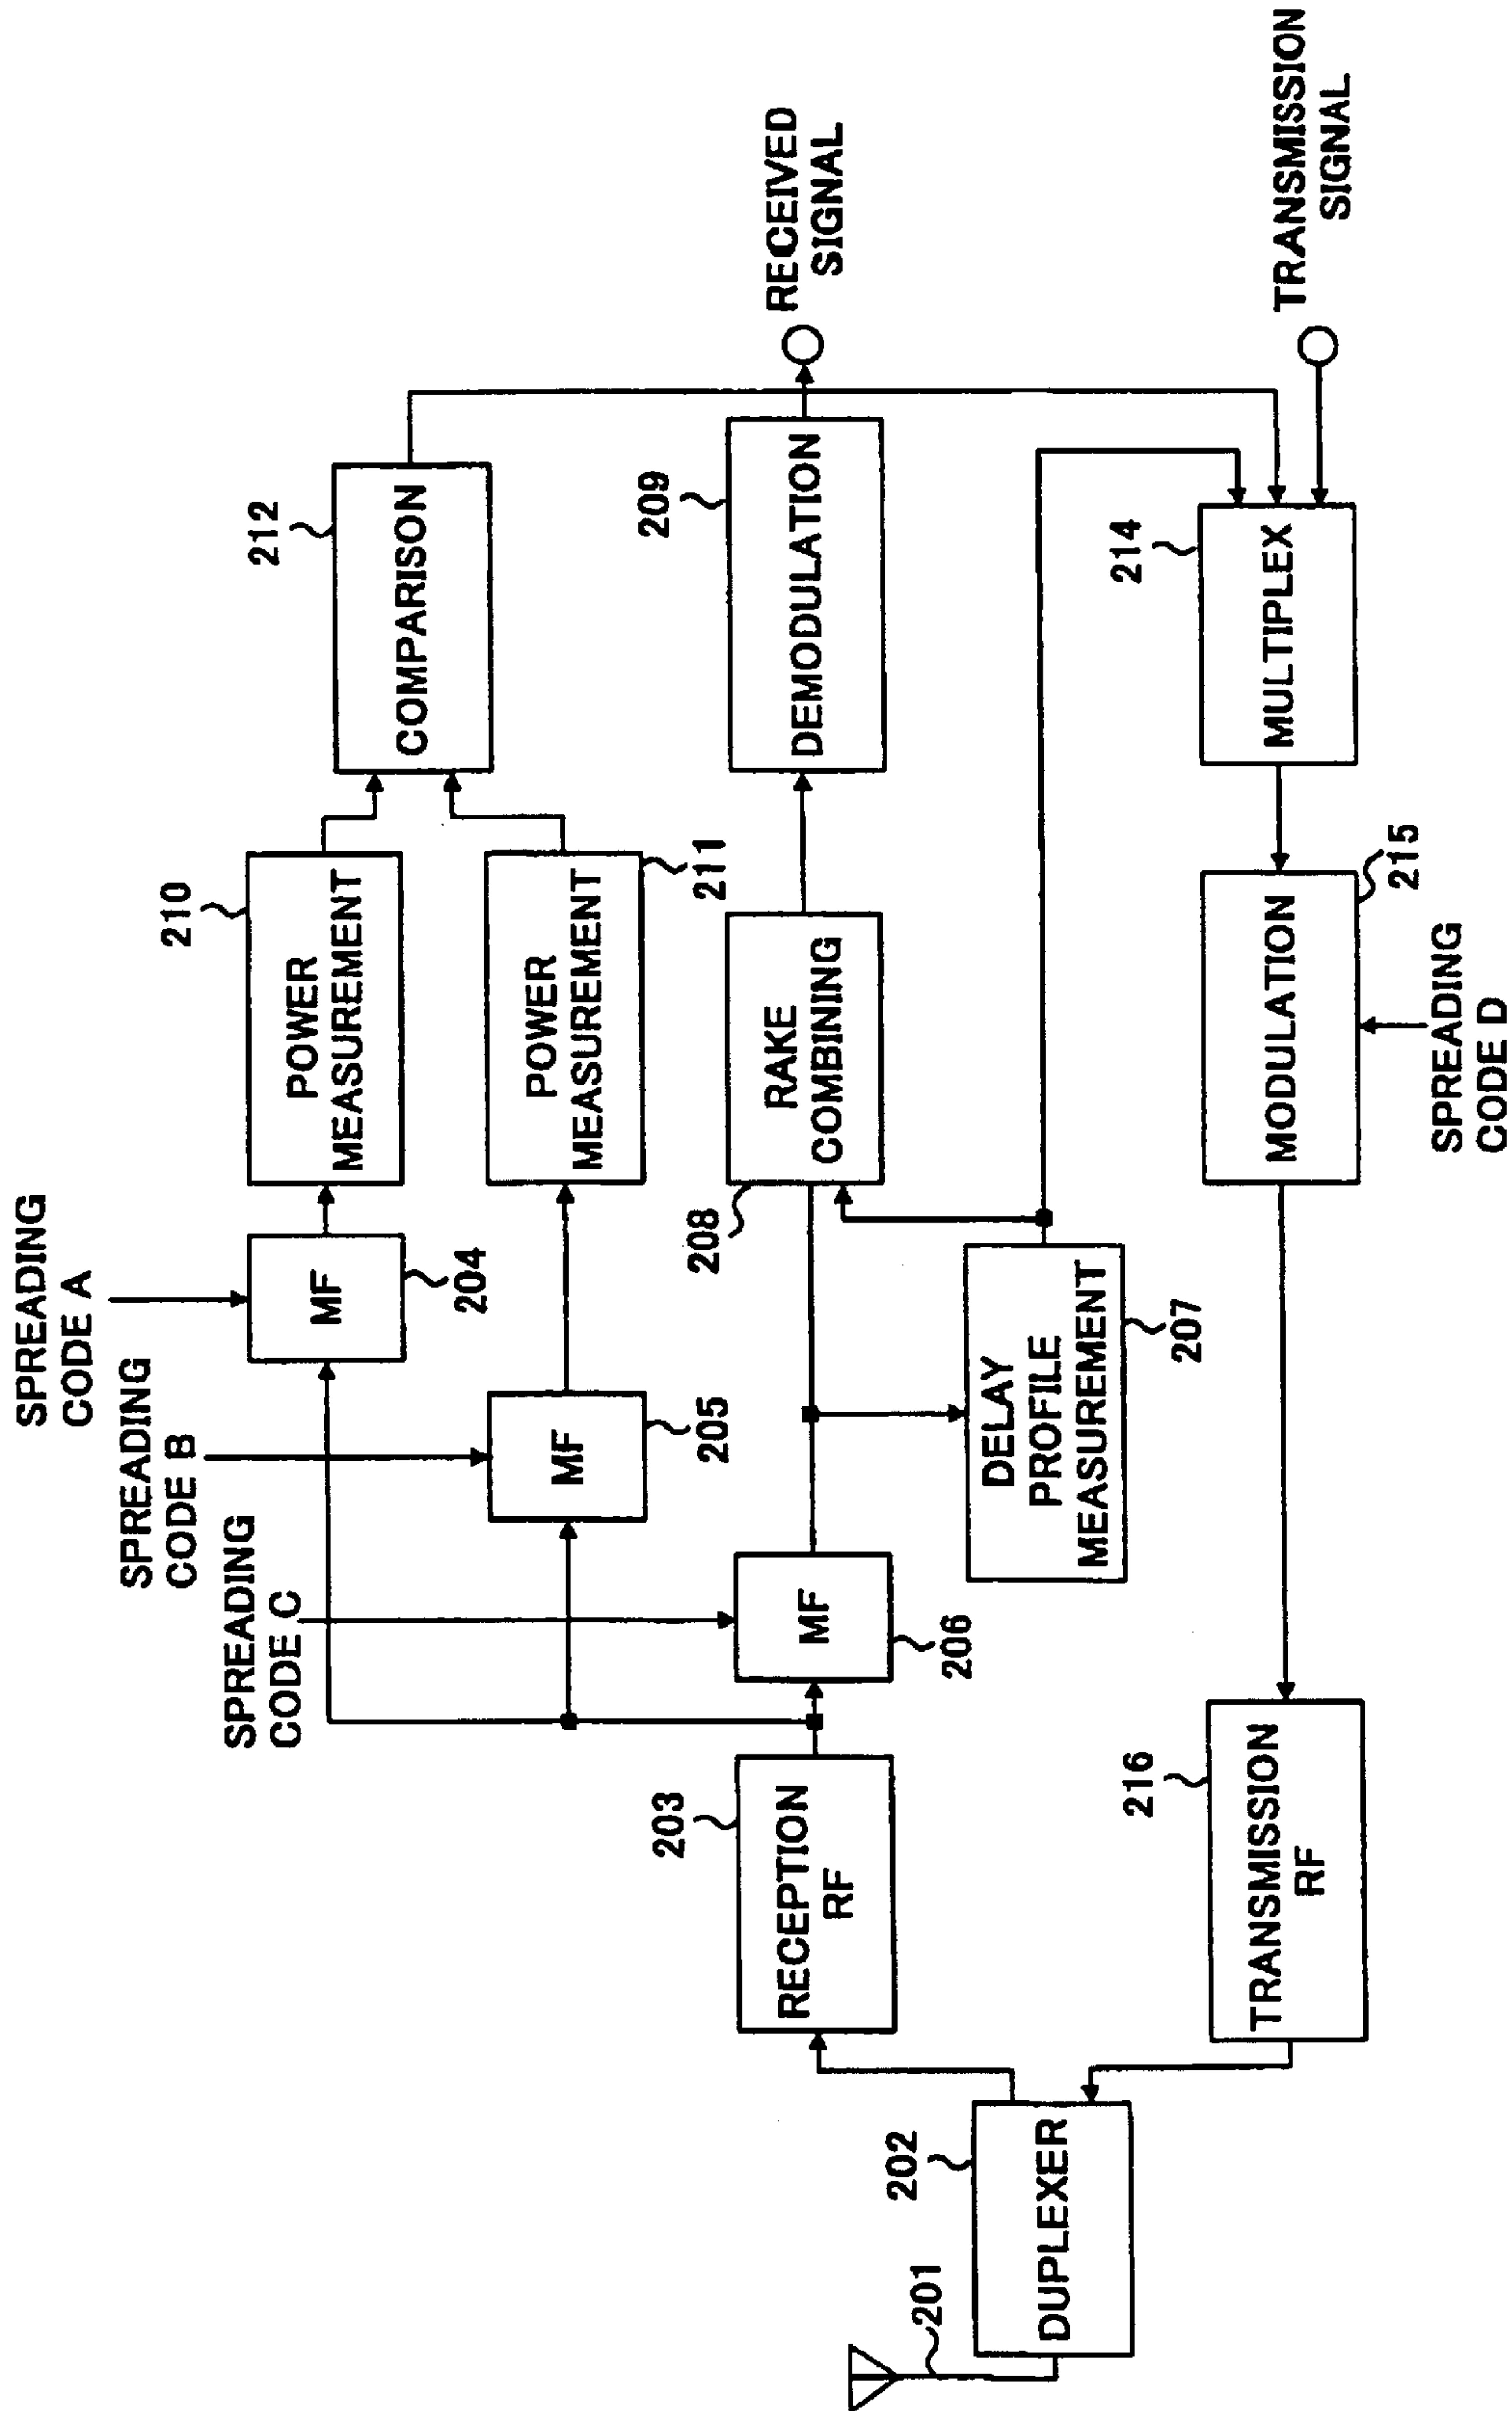 SPREADING
CODE A
SPREADING
CODE B
SPREADING
CODE C
210
POWER
MEASUREMENT
212
COMPARISON
MF
204
POWER
MEASUREMENT
211
MF
205
203
RECEPTION
RF
MF
206
208
RAKE
COMBINING
209
DEMODULATION
RECEIVED
SIGNAL
201
202
DUPLEXER
DELAY
PROFILE
MEASUREMENT
207
216
TRANSMISSION
RF
MODULATION
215
214
MULTIPLEX
TRANSMISSION
SIGNAL
SPREADING
CODE D